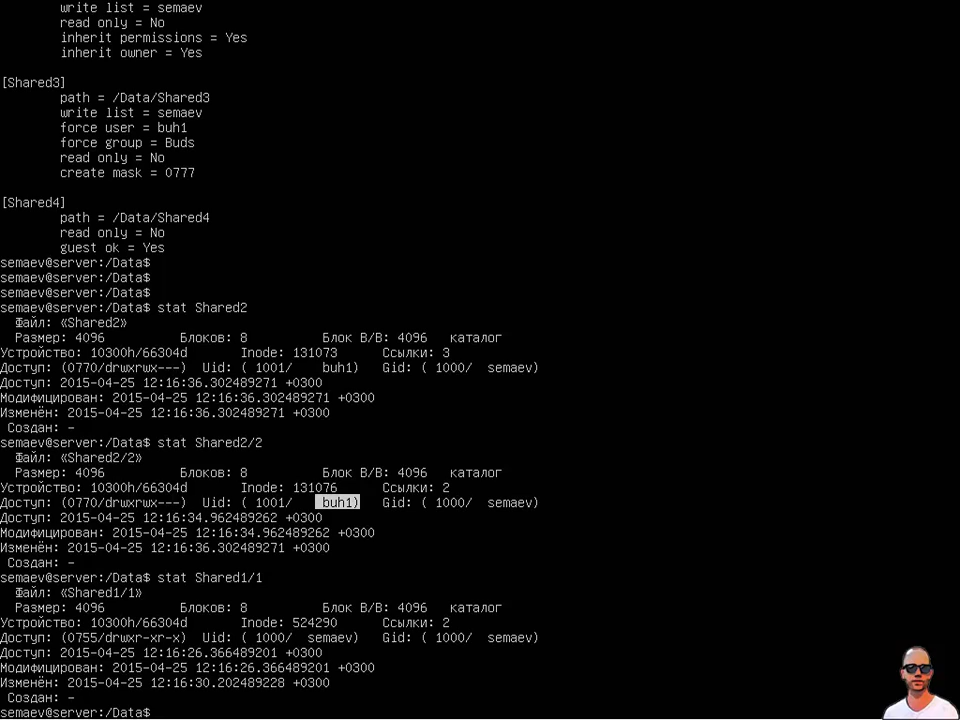 write list = semaev
read only = No
inherit permissions = Yes
inherit owner = Yes
[Shared3]
path = /Data/Shared3
write list = semaev
force user = buh1
force group = Buds
read only = No
create mask = 0777
[Shared4]
path = /Data/Shared4
read only = No
guest ok = Yes
semaev@server:/Data$
semaev@server:/Data$
semaev@server:/Data$
semaev@server:/Data$ stat Shared2
Файл: «Shared2»
Размер: 4096 Блоков: 8 Блок В/В: 4096 каталог
Устройство: 10300h/66304d Inode: 131073 Ссылки: 3
Доступ: (0770/drwxrwx---) Uid: ( 1001/ buh1) Gid: ( 1000/ semaev)
Доступ: 2015-04-25 12:16:36.302489271 +0300
Модифицирован: 2015-04-25 12:16:36.302489271 +0300
Изменён: 2015-04-25 12:16:36.302489271 +0300
Создан: -
semaev@server:/Data$ stat Shared2/2
Файл: «Shared2/2»
Размер: 4096 Блоков: 8 Блок В/В: 4096 каталог
Устройство: 10300h/66304d Inode: 131076 Ссылки: 2
Доступ: (0770/drwxrwx---) Uid: ( 1001/ buh1) Gid: ( 1000/ semaev)
Доступ: 2015-04-25 12:16:34.962489262 +0300
Модифицирован: 2015-04-25 12:16:34.962489262 +0300
Изменён: 2015-04-25 12:16:36.302489271 +0300
Создан: -
semaev@server:/Data$ stat Shared1/1
Файл: «Shared1/1»
Размер: 4096 Блоков: 8 Блок В/В: 4096 каталог
Устройство: 10300h/66304d Inode: 524290 Ссылки: 2
Доступ: (0755/drwxr-xr-x) Uid: ( 1000/ semaev) Gid: ( 1000/ semaev)
Доступ: 2015-04-25 12:16:26.366489201 +0300
Модифицирован: 2015-04-25 12:16:26.366489201 +0300
Изменён: 2015-04-25 12:16:30.202489228 +0300
Создан: -
semaev@server:/Data$